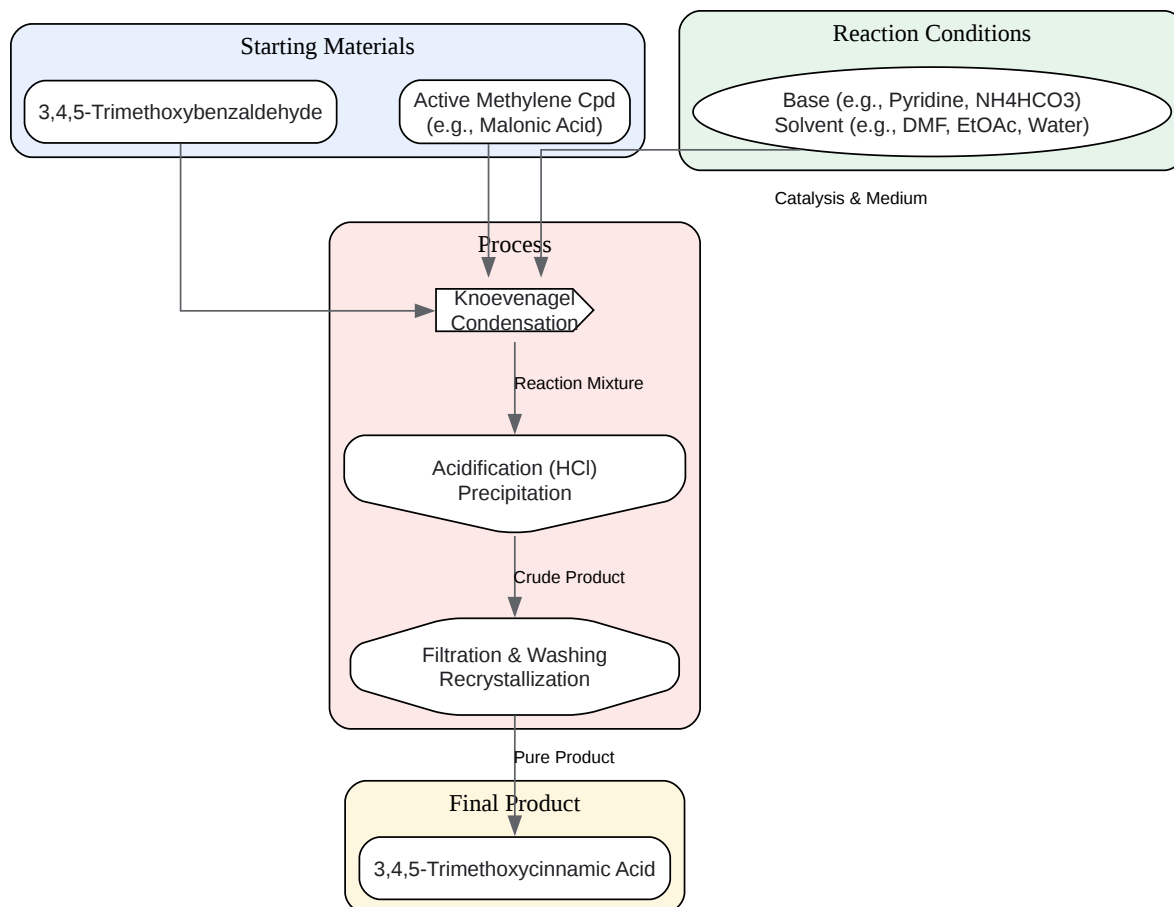 Starting Materials
3,4,5-Trimethoxybenzaldehyde
Active Methylene Cpd
(e.g., Malonic Acid)
Reaction Conditions
Base (e.g., Pyridine, NH4HCO3)
Solvent (e.g., DMF, EtOAc, Water)
Catalysis & Medium
Process
Knoevenagel
Condensation
Reaction Mixture
Acidification (HCl)
Precipitation
Crude Product
Filtration & Washing
Recrystallization
Pure Product
Final Product
3,4,5-Trimethoxycinnamic Acid